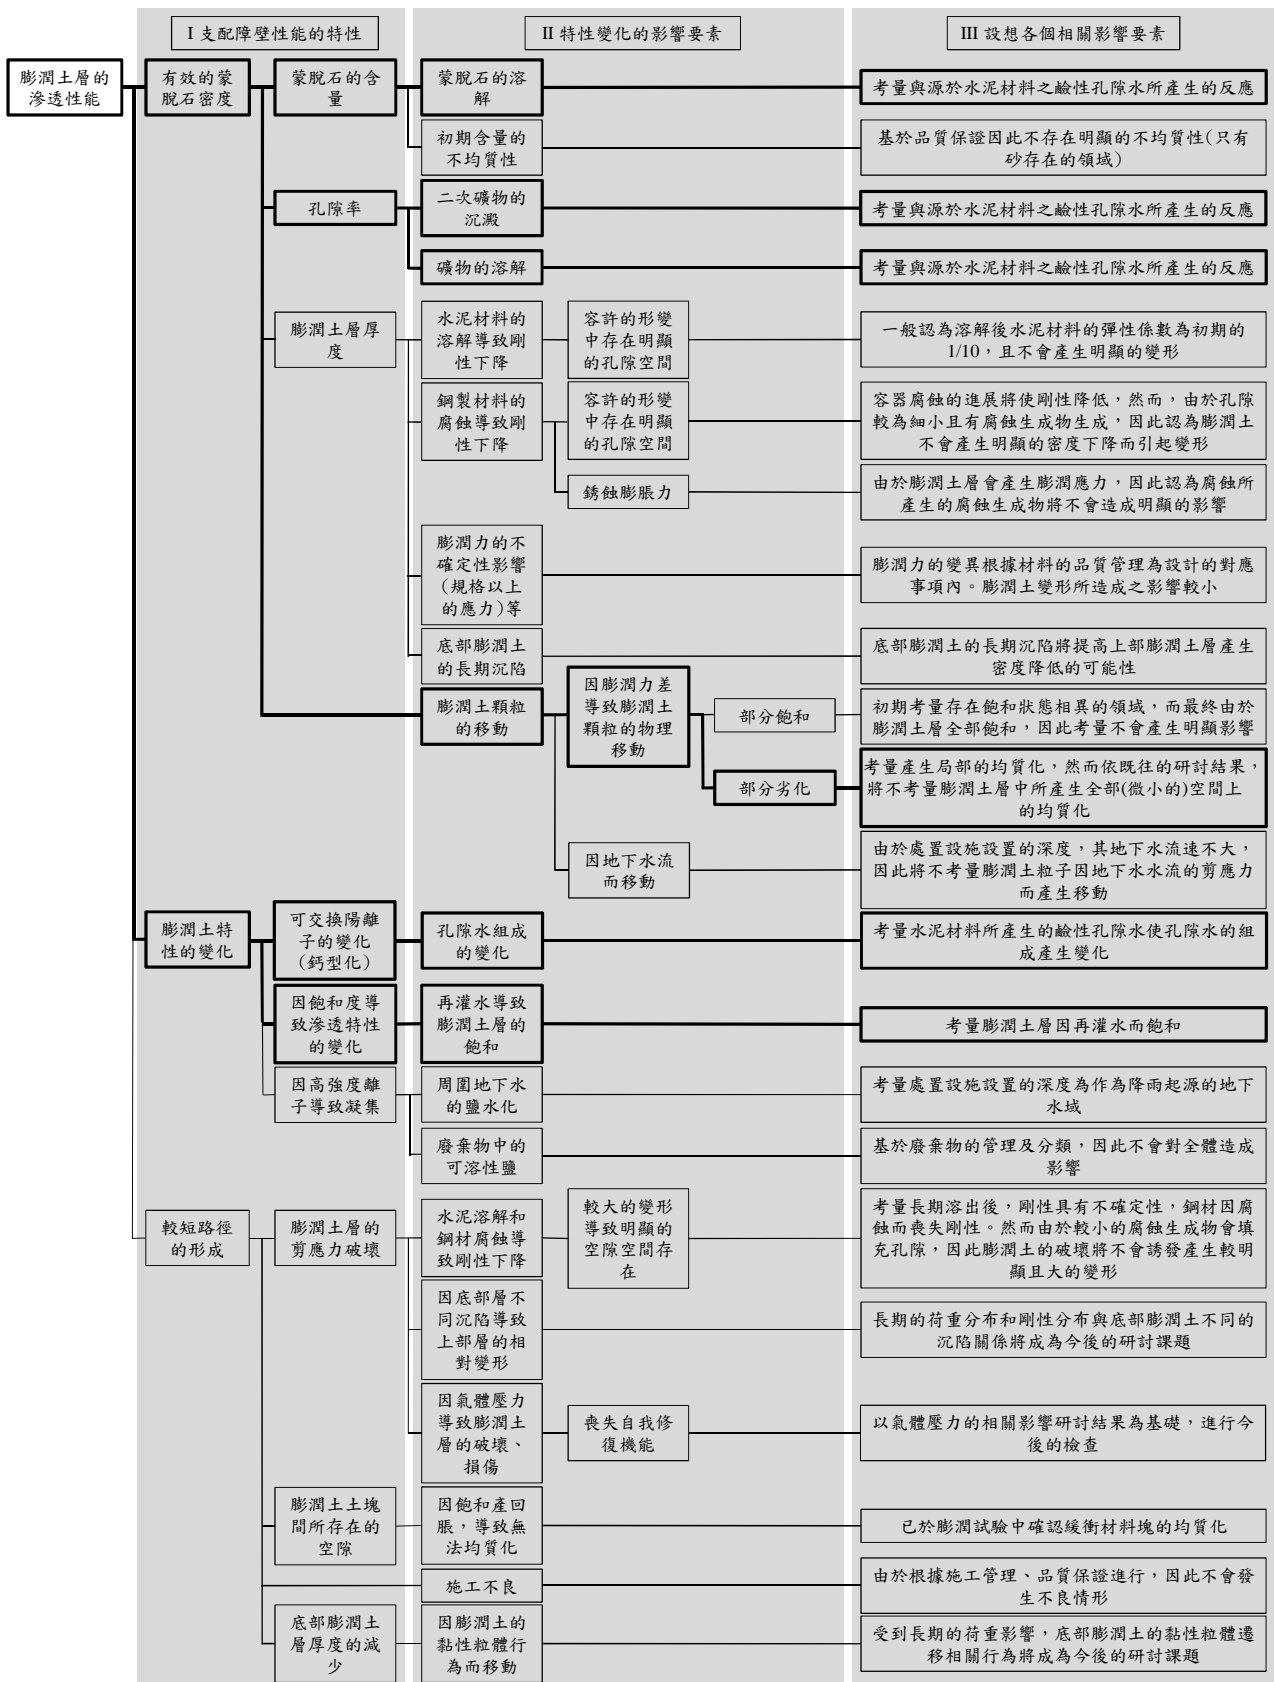 I 支配障壁性能的特性
II 特性變化的影響要素
III 設想各個相關影響要素
膨潤土層的
滲透性能
有效的蒙
脫石密度
蒙脫石的含
量
蒙脫石的溶
解
考量與源於水泥材料之鹼性孔隙水所產生的反應
初期含量的
不均質性
基於品質保證因此不存在明顯的不均質性(只有
砂存在的領域)
孔隙率
二次礦物的
沉澱
考量與源於水泥材料之鹼性孔隙水所產生的反應
礦物的溶解
考量與源於水泥材料之鹼性孔隙水所產生的反應
膨潤土層厚
度
水泥材料的
溶解導致剛
性下降
容許的形變
中存在明顯
的孔隙空間
一般認為溶解後水泥材料的彈性係數為初期的
1/10，且不會產生明顯的變形
鋼製材料的
腐蝕導致剛
性下降
容許的形變
中存在明顯
的孔隙空間
容器腐蝕的進展將使剛性降低，然而，由於孔隙
較為細小且有腐蝕生成物生成，因此認為膨潤土
不會產生明顯的密度下降而引起變形
銹蝕膨脹力
由於膨潤土層會產生膨潤應力，因此認為腐蝕所
產生的腐蝕生成物將不會造成明顯的影響
膨潤力的不
確定性影響
(規格以上
的應力)等
膨潤力的變異根據材料的品質管理為設計的對應
事項內。膨潤土變形所造成之影響較小
底部膨潤土
的長期沉陷
底部膨潤土的長期沉陷將提高上部膨潤土層產生
密度降低的可能性
膨潤土顆粒
的移動
因膨潤力差
導致膨潤土
顆粒的物理
移動
部分飽和
初期考量存在飽和狀態相異的領域，而最終由於
膨潤土層全部飽和，因此考量不會產生明顯影響
部分劣化
考量產生局部的均質化，然而依既往的研討結果，
將不考量膨潤土層中所產生全部(微小的)空間上
的均質化
因地下水流
而移動
由於處置設施設置的深度，其地下水流速不大，
因此將不考量膨潤土粒子因地下水水流的剪應力
而產生移動
膨潤土特
性的變化
可交換陽離
子的變化
(鈣型化)
孔隙水組成
的變化
考量水泥材料所產生的鹼性孔隙水使孔隙水的組
成產生變化
因飽和度導
致滲透特性
的變化
再灌水導致
膨潤土層的
飽和
考量膨潤土層因再灌水而飽和
因高強度離
子導致凝集
周圍地下水
的鹽水化
考量處置設施設置的深度為作為降雨起源的地下
水域
廢棄物中的
可溶性鹽
基於廢棄物的管理及分類，因此不會對全體造成
影響
較短路徑
的形成
膨潤土層的
剪應力破壞
水泥溶解和
鋼材腐蝕導
致剛性下降
較大的變形
導致明顯的
空隙空間存
在
考量長期溶出後，剛性具有不確定性，鋼材因腐
蝕而喪失剛性。然而由於較小的腐蝕生成物會填
充孔隙，因此膨潤土的破壞將不會誘發產生較明
顯且大的變形
因底部層不
同沉陷導致
上部層的相
對變形
長期的荷重分布和剛性分布與底部膨潤土不同的
沉陷關係將成為今後的研討課題
因氣體壓力
導致膨潤土
層的破壞、
損傷
喪失自我修
復機能
以氣體壓力的相關影響研討結果為基礎，進行今
後的檢查
膨潤土土塊
間所存在的
空隙
因飽和產回
脹，導致無
法均質化
已於膨潤試驗中確認緩衝材料塊的均質化
施工不良
由於根據施工管理、品質保證進行，因此不會發
生不良情形
底部膨潤土
層厚度的減
少
因膨潤土的
黏性粒體行
為而移動
受到長期的荷重影響，底部膨潤土的黏性粒體遷
移相關行為將成為今後的研討課題